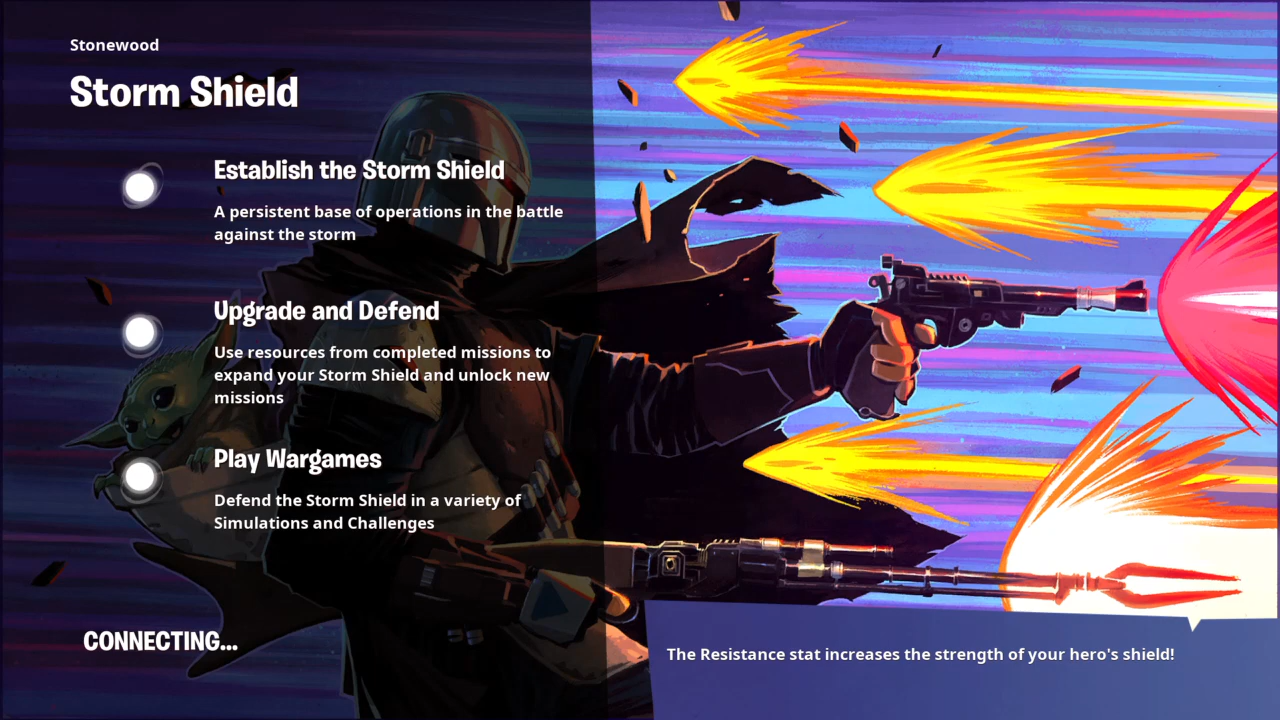 Stonewood
Storm Shield
Establish the Storm Shield
A persistent base of operations in the battle
against the storm
Upgrade and Defend
Use resources from completed missions to
expand your Storm Shield and unlock new
missions
Play Wargames
Defend the Storm Shield in a variety of
Simulations and Challenges
CONNECTING...
The Resistance stat increases the strength of your hero's shield!